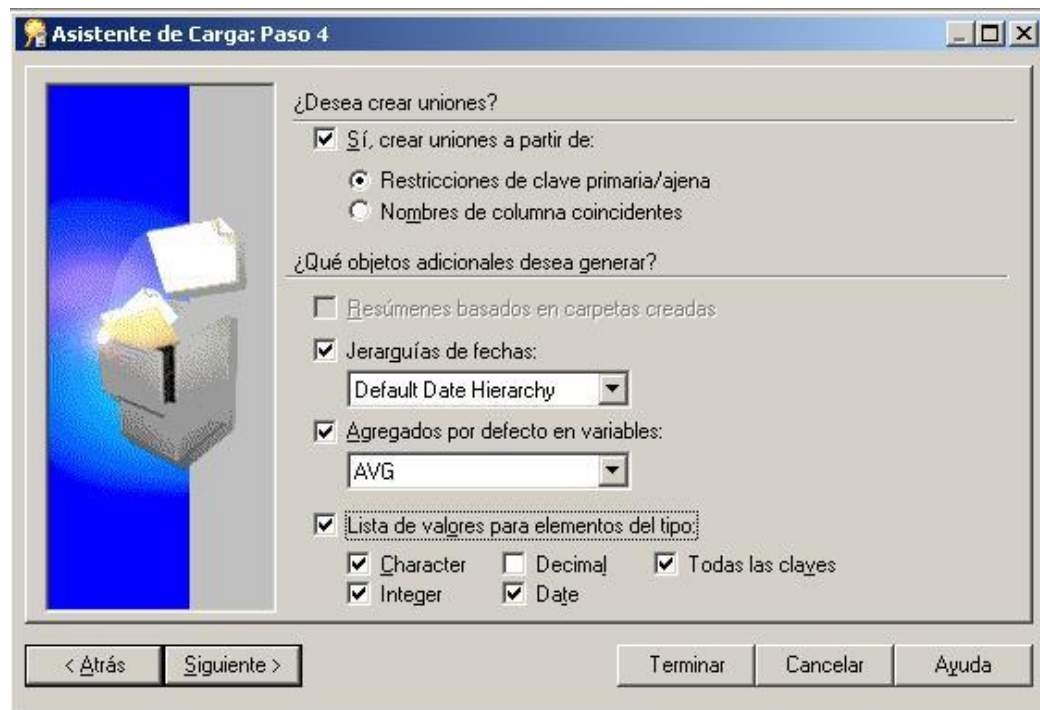 Asistente de Carga: Paso 4
¿Desea crear uniones?
Sí, crear uniones a partir de:
Restricciones de clave primaria/ajena
Nombres de columna coincidentes
¿Qué objetos adicionales desea generar?
Resúmenes basados en carpetas creadas
Jerarguías de fechas:
Default Date Hierarchy
Agregados por defecto en variables:
AVG
Lista de valores para elementos del tipo:
Character Decimal Todas las claves
Integer Date
< Atrás Siguiente > Terminar Cancelar Ayuda